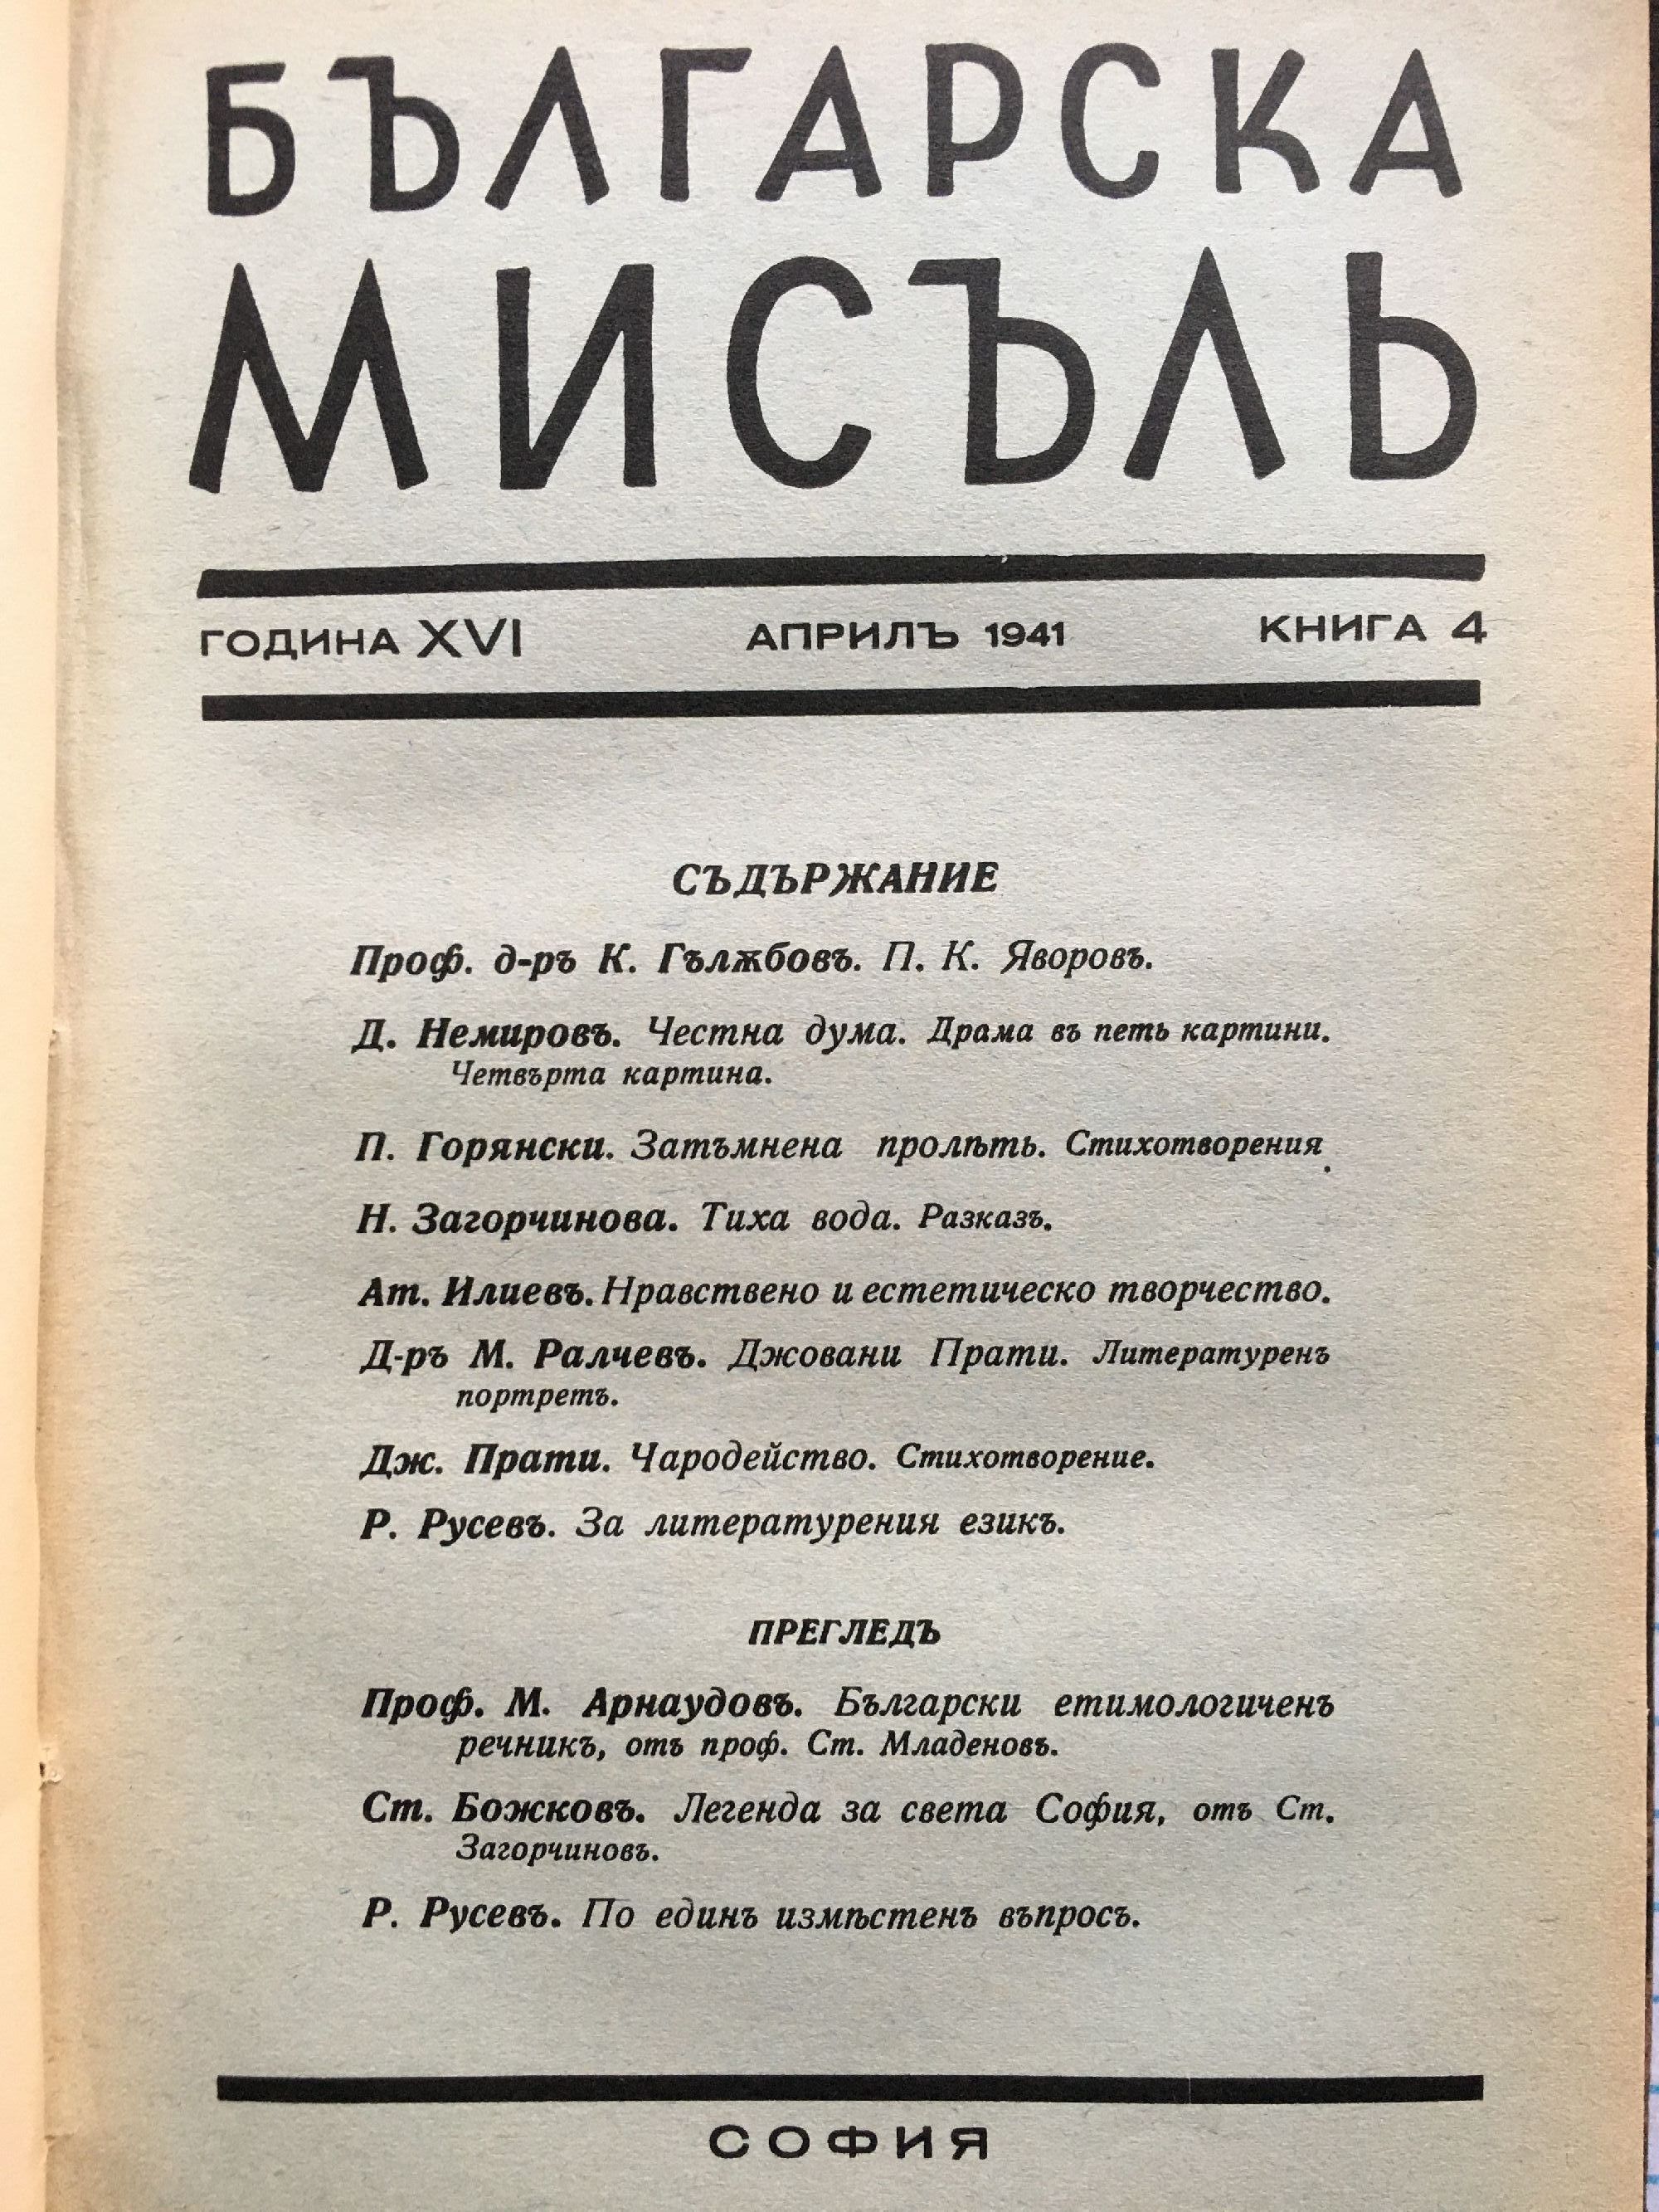 БЪЛГАРСКА
МИСЪЛЬ
ГОДИНА XVI АПРИЛЪ 1941 КНИГА 4
СЪДЪРЖАНИЕ
Проф. д-ръ К. Гълѫбовъ. П. К. Яворовъ.
Д. Немировъ. Честна дума. Драма въ петь картини.
Четвърта картина.
П. Горянски. Затъмнена пролѣть. Стихотворения.
Н. Загорчинова. Тиха вода. Разказъ.
Ат. Илиевъ. Нравствено и естетическо творчество.
Д-ръ М. Ралчевъ. Джовани Прати. Литературенъ
портретъ.
Дж. Прати. Чародейство. Стихотворение.
Р. Русевъ. За литературения езикъ.
ПРЕГЛЕДЪ
Проф. М. Арнаудовъ. Български етимологиченъ
речникъ, отъ проф. Ст. Младеновъ.
Ст. Божковъ. Легенда за света София, отъ Ст.
Загорчиновъ.
Р. Русевъ. По единъ измѣстенъ въпросъ.
СОФИЯ